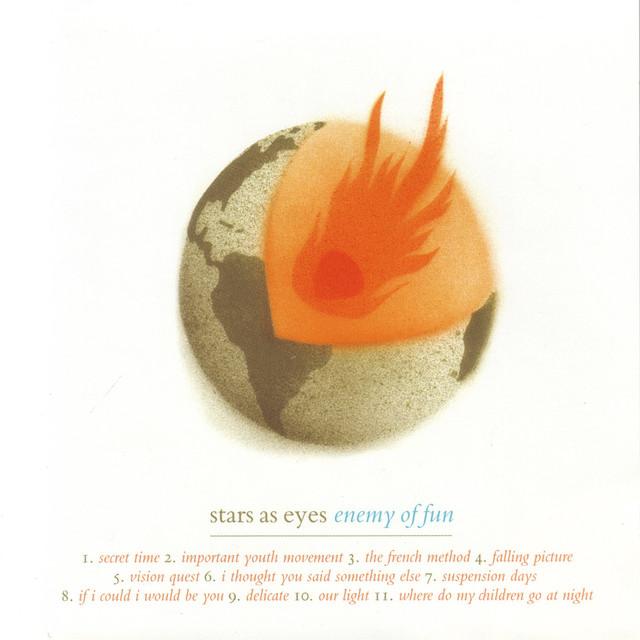 stars as eyes enemy of fun
1. secret time 2. important youth movement 3. the french method 4. falling picture
5. vision quest 6. i thought you said something else 7. suspension days
8. if i could i would be you 9. delicate 10. our light 11. where do my children go at night